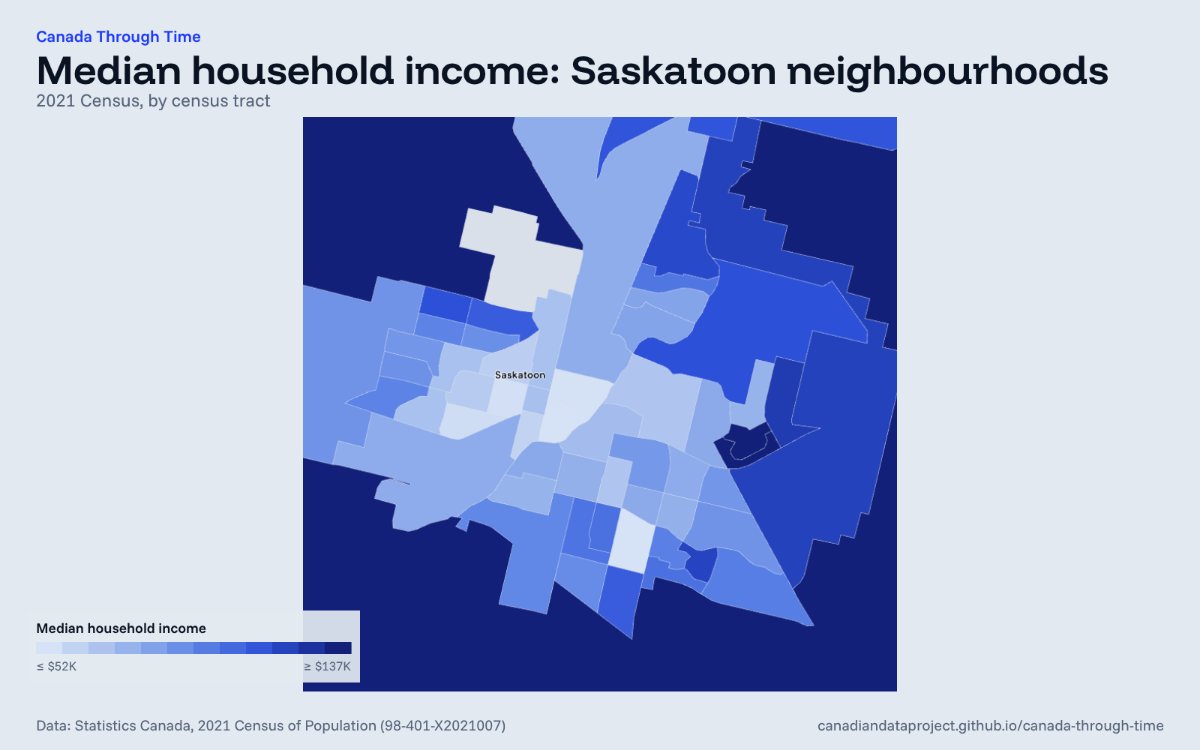 Canada Through Time
Median household income: Saskatoon neighbourhoods
2021 Census, by census tract
Saskatoon
Median household income
≤ $52K
≥ $137K
Data: Statistics Canada, 2021 Census of Population (98-401-X2021007)
canadiandataproject.github.io/canada-through-time